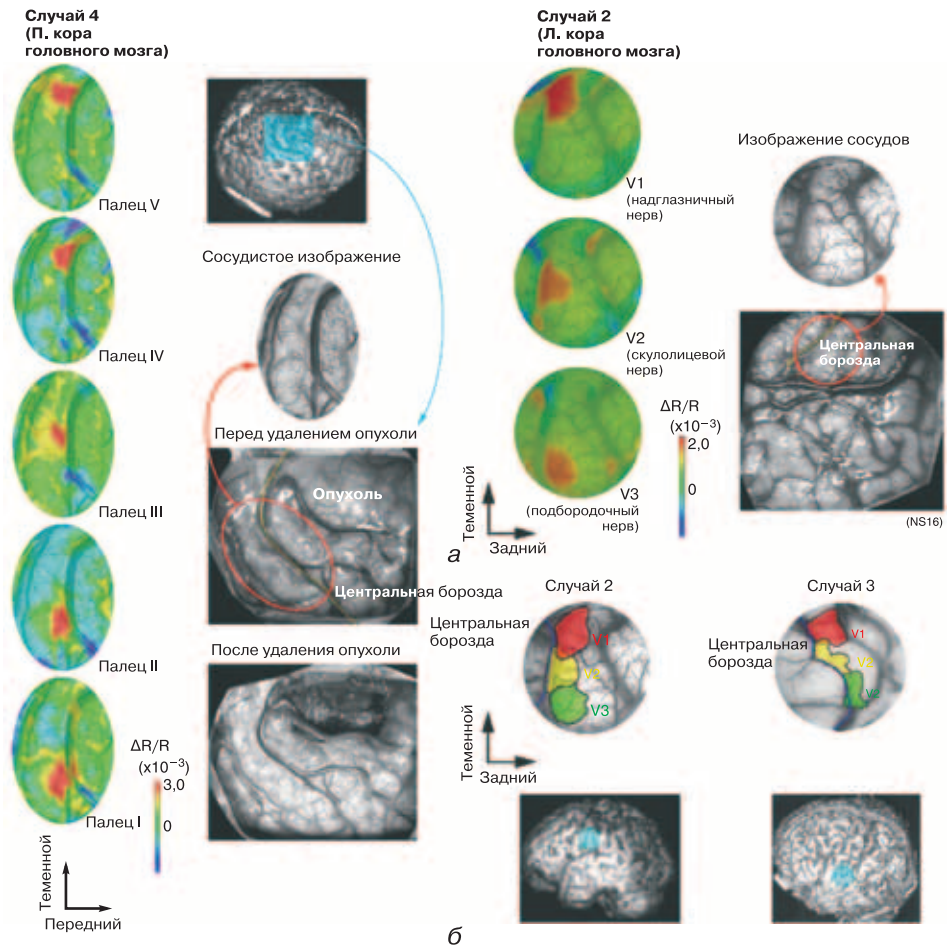 Случай 4
(П. кора
головного мозга)
Палец V
Палец IV
Палец III
Палец II
Палец I
ΔR/R
(x10−3)
3,0
0
Теменной
Передний
Сосудистое изображение
Перед удалением опухоли
Опухоль
Центральная борозда
После удаления опухоли
Случай 2
(Л. кора
головного мозга)
V1
(надглазничный
нерв)
V2
(скулолицевой
нерв)
V3
(подбородочный
нерв)
ΔR/R
(x10−3)
2,0
0
Теменной
Задний
Изображение сосудов
Центральная
борозда
(NS16)
а
Случай 2
Центральная
борозда
V1
V2
V3
Теменной
Задний
Случай 3
Центральная
борозда
V1
V2
б